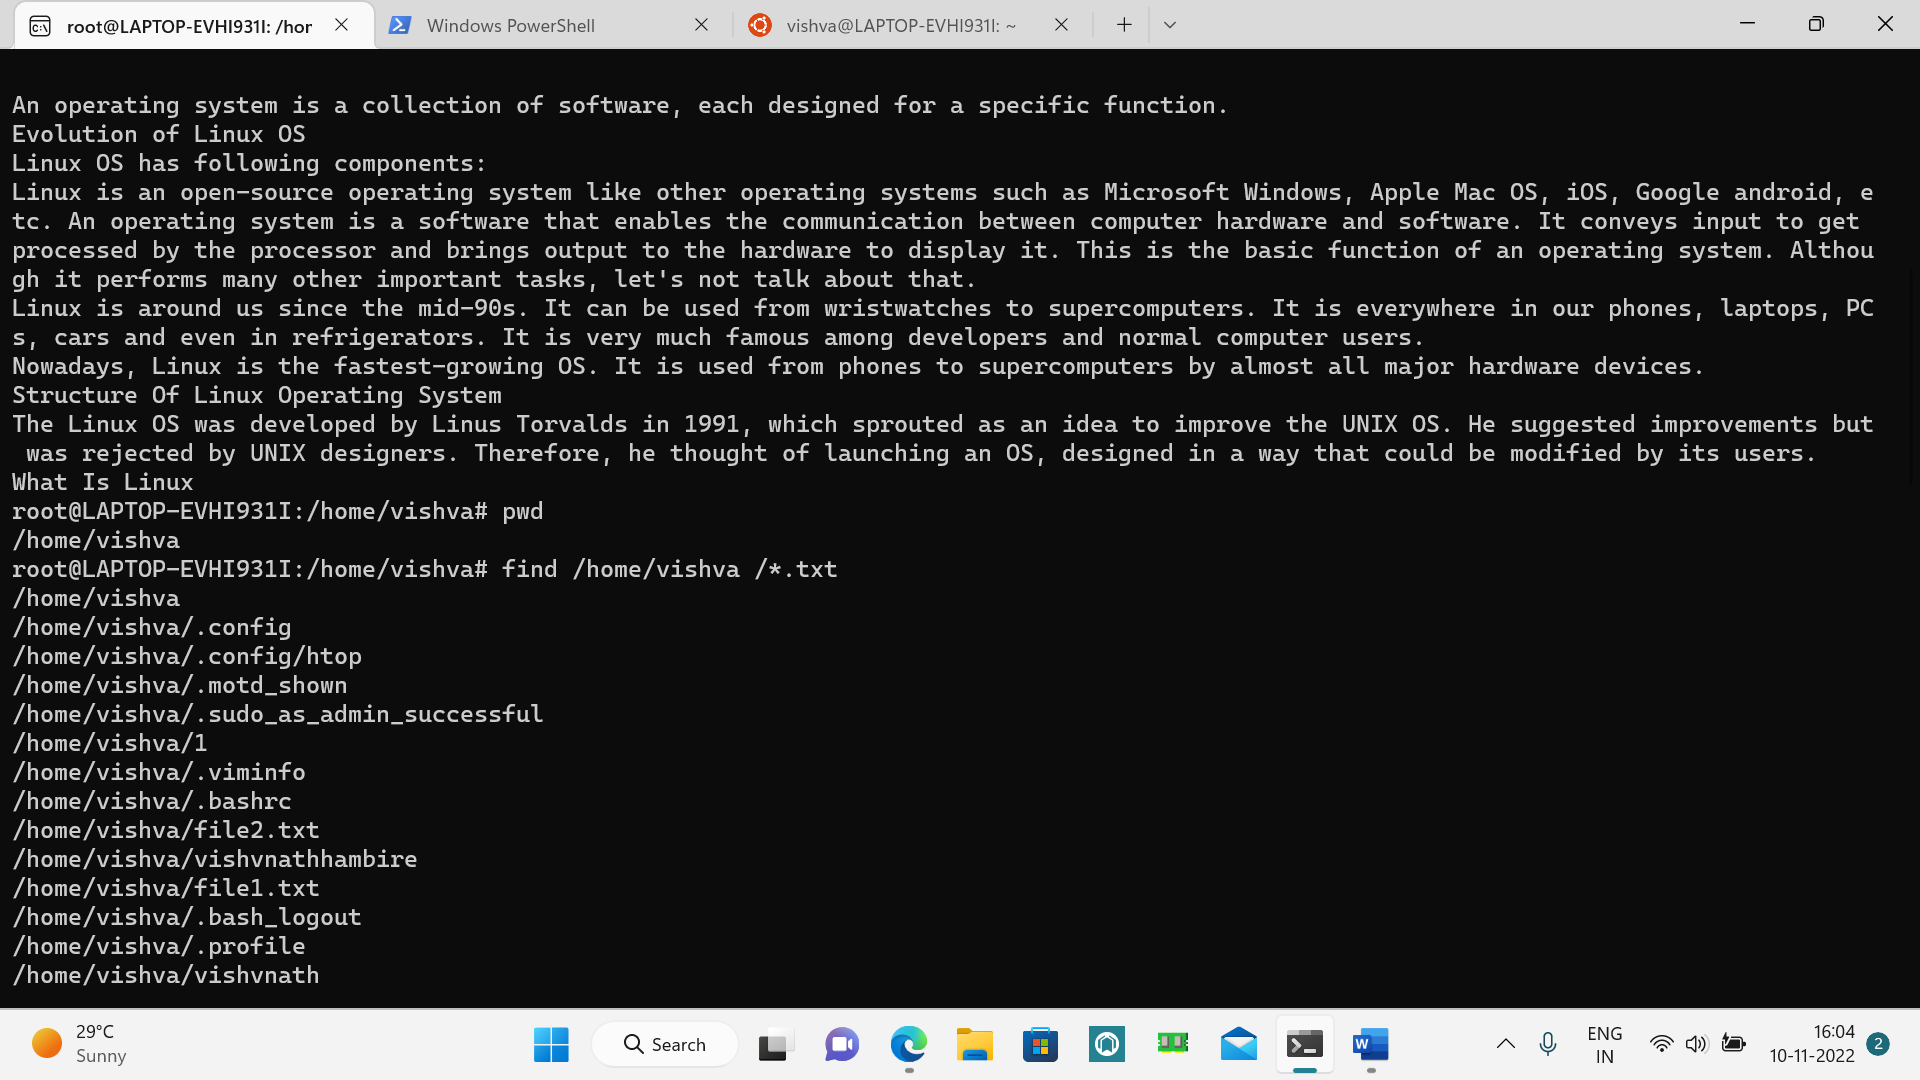 root@LAPTOP-EVHI931I: /hor
Windows PowerShell
vishva@LAPTOP-EVHI931I: ~
An operating system is a collection of software, each designed for a specific function.
Evolution of Linux OS
Linux OS has following components:
Linux is an open-source operating system like other operating systems such as Microsoft Windows, Apple Mac OS, iOS, Google android, e
tc. An operating system is a software that enables the communication between computer hardware and software. It conveys input to get
processed by the processor and brings output to the hardware to display it. This is the basic function of an operating system. Althou
gh it performs many other important tasks, let's not talk about that.
Linux is around us since the mid-90s. It can be used from wristwatches to supercomputers. It is everywhere in our phones, laptops, PC
s, cars and even in refrigerators. It is very much famous among developers and normal computer users.
Nowadays, Linux is the fastest-growing OS. It is used from phones to supercomputers by almost all major hardware devices.
Structure Of Linux Operating System
The Linux OS was developed by Linus Torvalds in 1991, which sprouted as an idea to improve the UNIX OS. He suggested improvements but
was rejected by UNIX designers. Therefore, he thought of launching an OS, designed in a way that could be modified by its users.
What Is Linux
root@LAPTOP-EVHI931I:/home/vishva# pwd
/home/vishva
root@LAPTOP-EVHI931I:/home/vishva# find /home/vishva /*.txt
/home/vishva
/home/vishva/.config
/home/vishva/.config/htop
/home/vishva/.motd_shown
/home/vishva/.sudo_as_admin_successful
/home/vishva/1
/home/vishva/.viminfo
/home/vishva/.bashrc
/home/vishva/file2.txt
/home/vishva/vishvnathhambire
/home/vishva/file1.txt
/home/vishva/.bash_logout
/home/vishva/.profile
/home/vishva/vishvnath
29°C
Sunny
Search
W
ENG
IN
16:04
10-11-2022
2